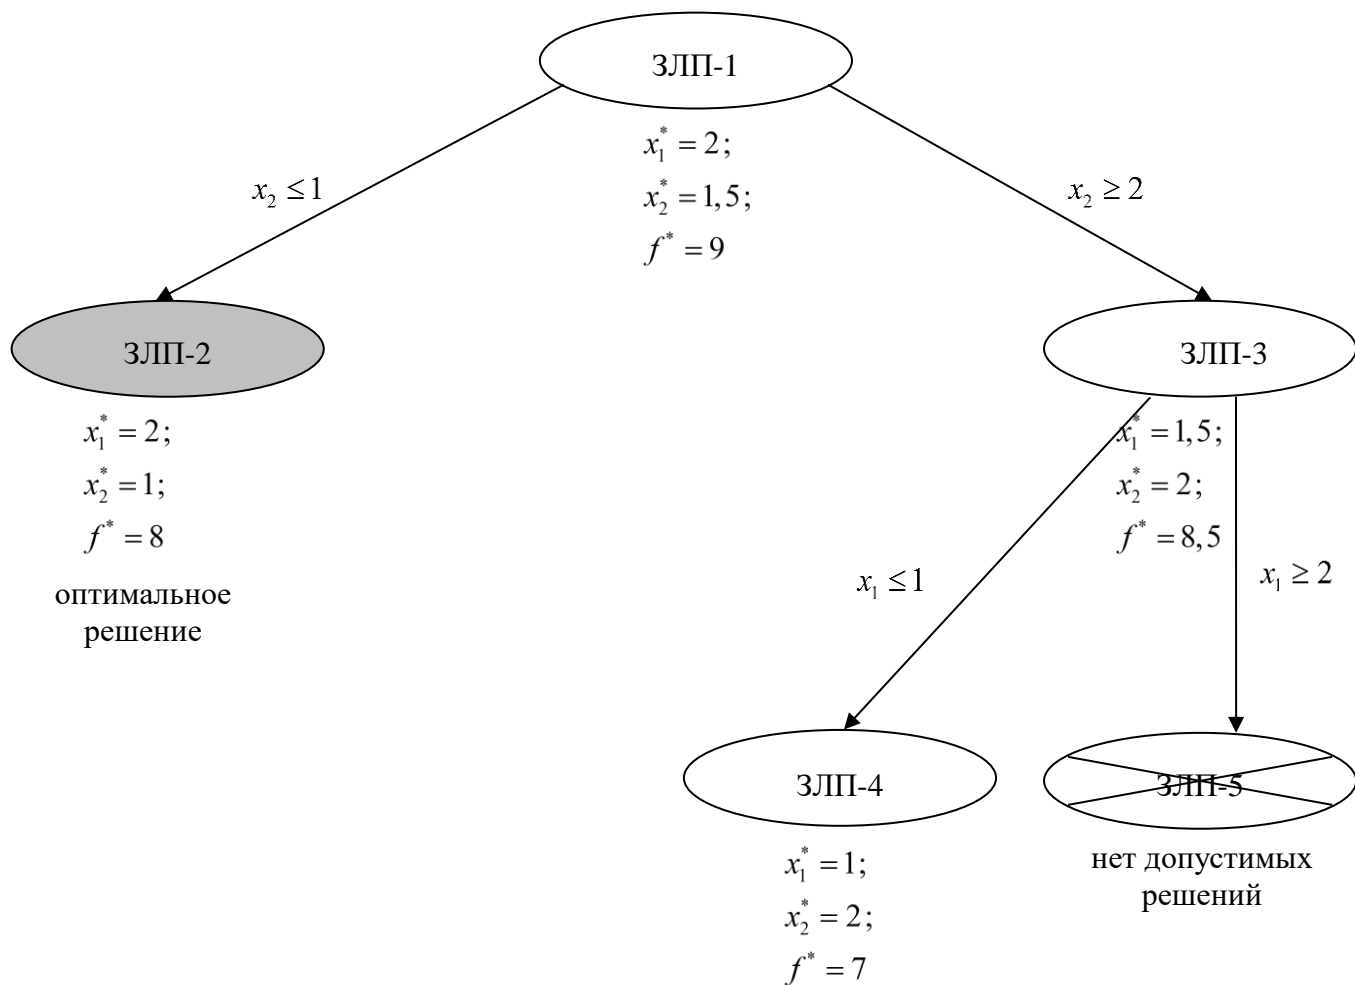 ЗЛП-1
x₁* = 2;
x₂* = 1,5;
f* = 9
x₂ ≤ 1
x₂ ≥ 2
ЗЛП-2
x₁* = 2;
x₂* = 1;
f* = 8
оптимальное
решение
ЗЛП-3
x₁* = 1,5;
x₂* = 2;
f* = 8,5
x₁ ≤ 1
x₁ ≥ 2
ЗЛП-4
x₁* = 1;
x₂* = 2;
f* = 7
ЗЛП-5
нет допустимых
решений